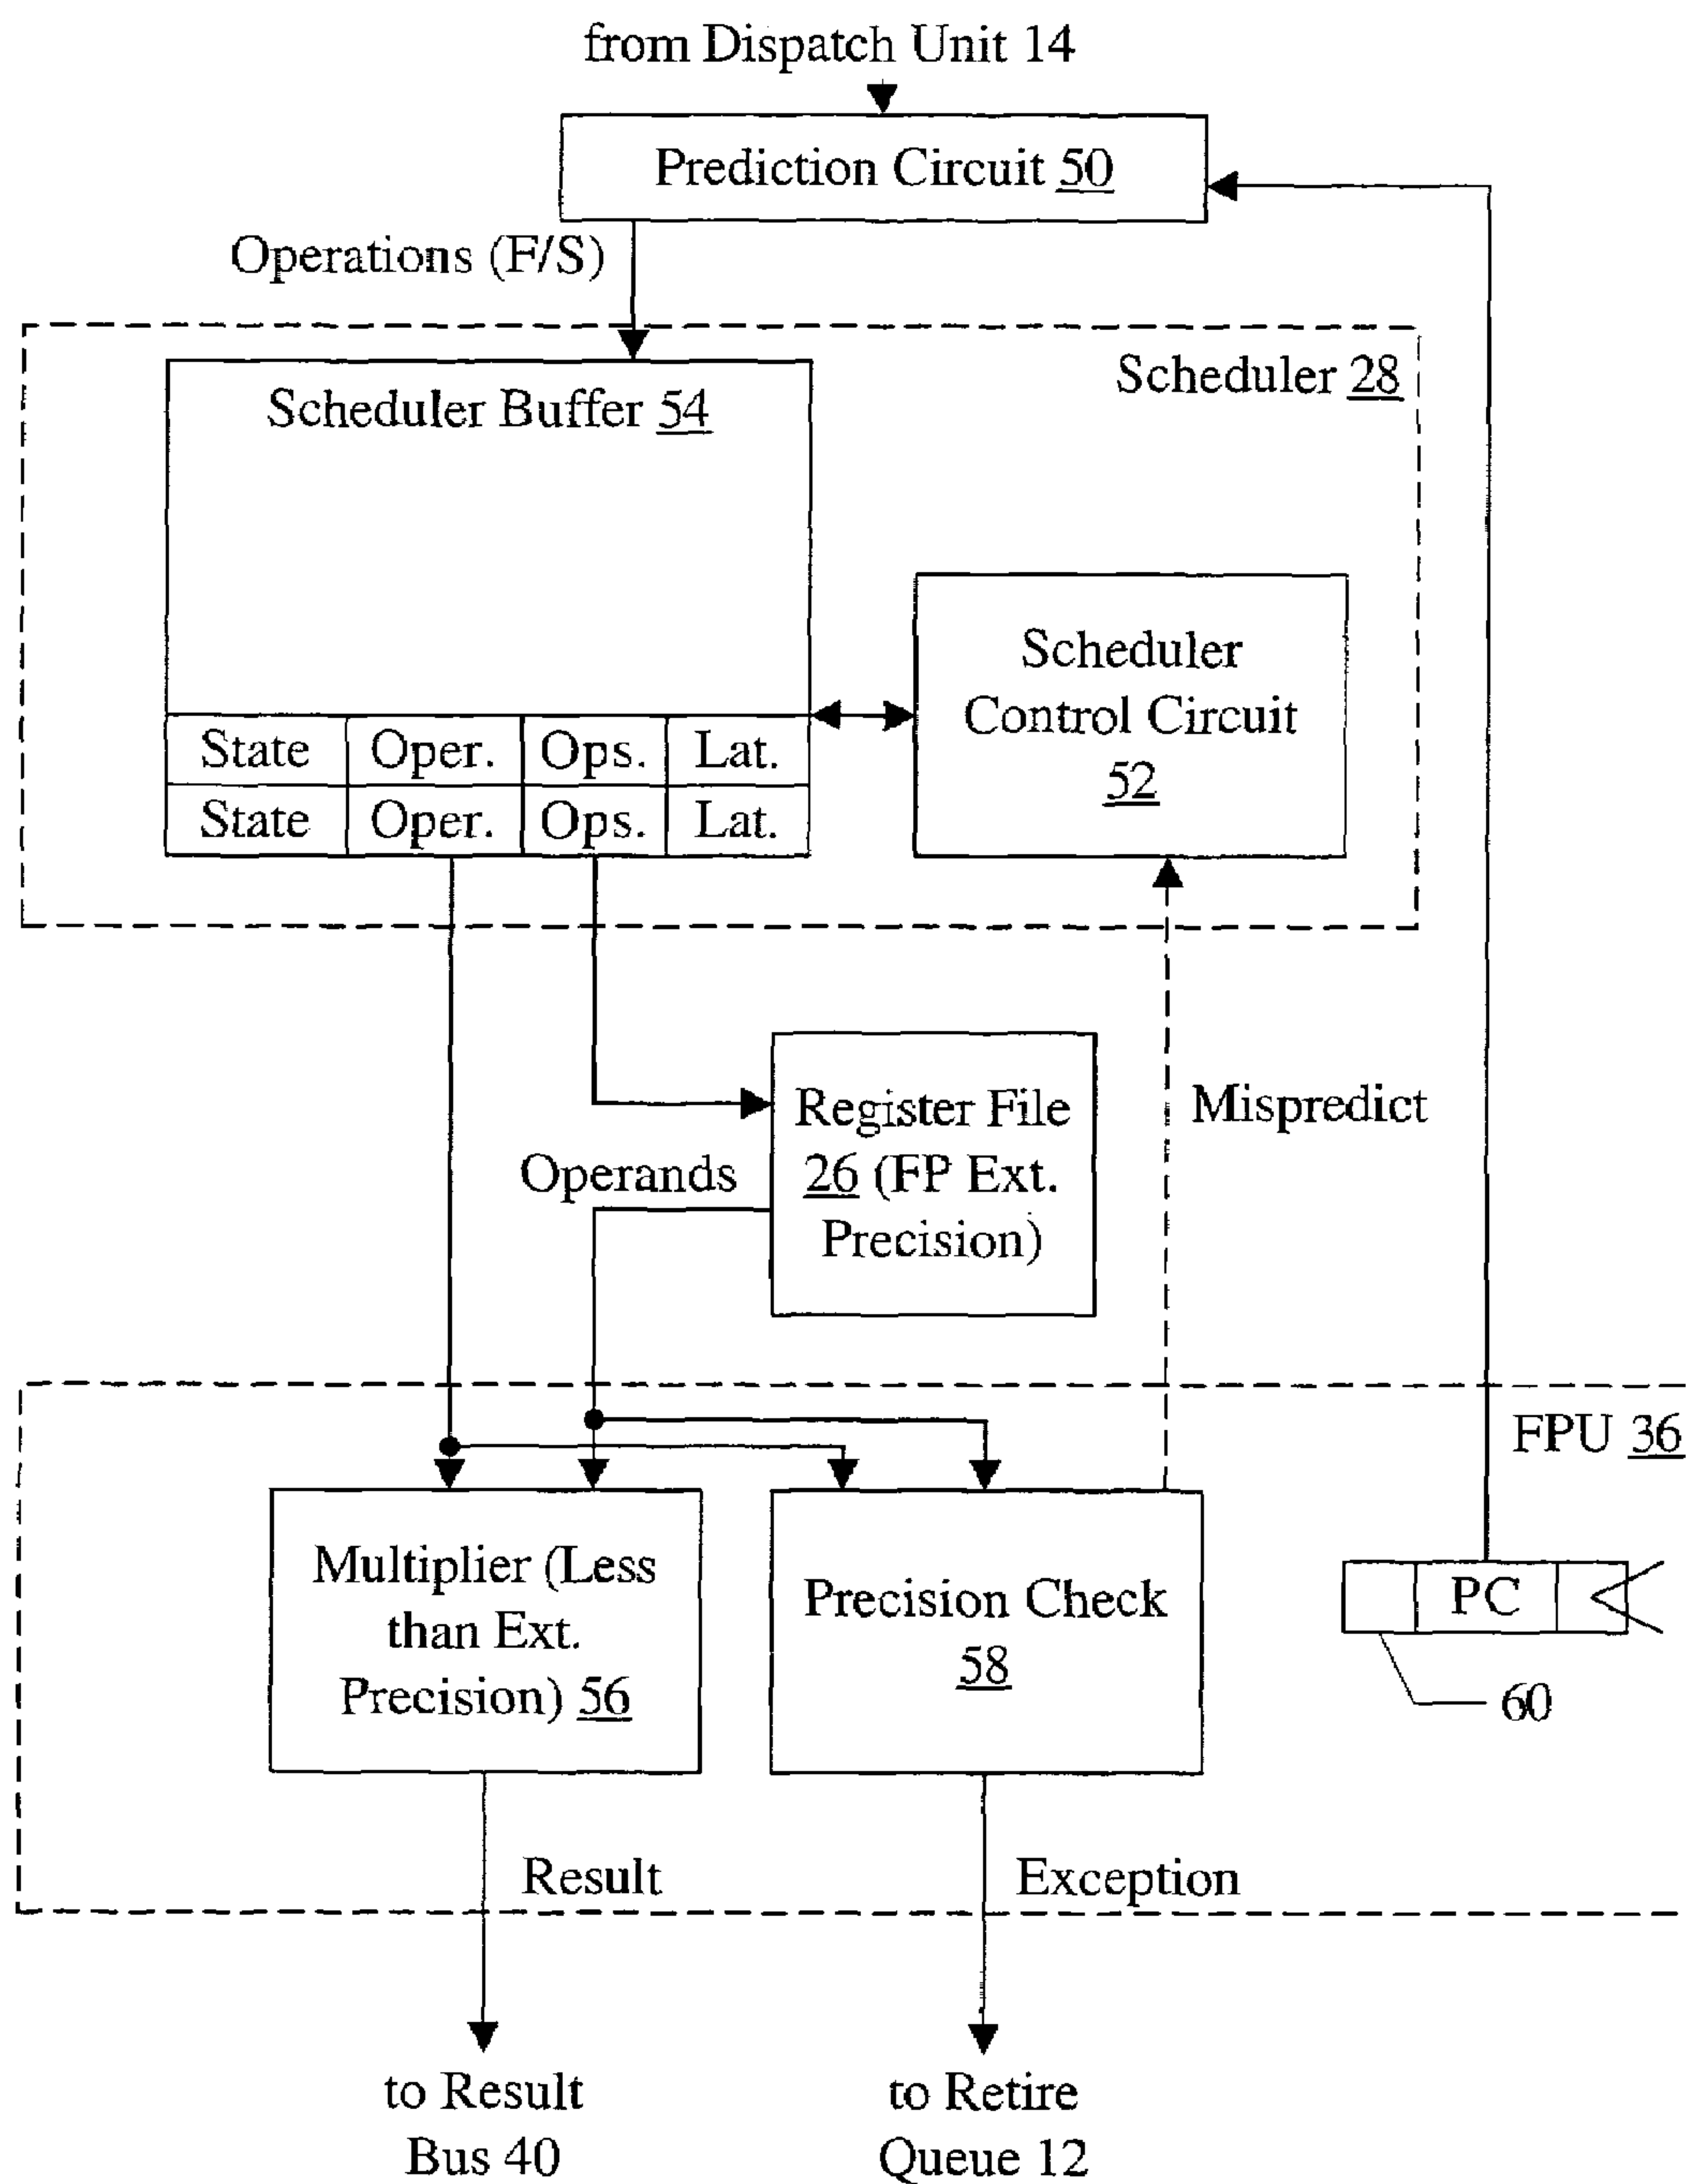 from Dispatch Unit 14
Prediction Circuit 50
Operations (F/S)
Scheduler 28
Scheduler Buffer 54
Scheduler
Control Circuit
52
State Oper. Ops. Lat.
State Oper. Ops. Lat.
Register File
26 (FP Ext.
Precision)
Mispredict
Operands
FPU 36
Multiplier (Less
than Ext.
Precision) 56
Precision Check
58
PC
60
Result
Exception
to Result
Bus 40
to Retire
Queue 12